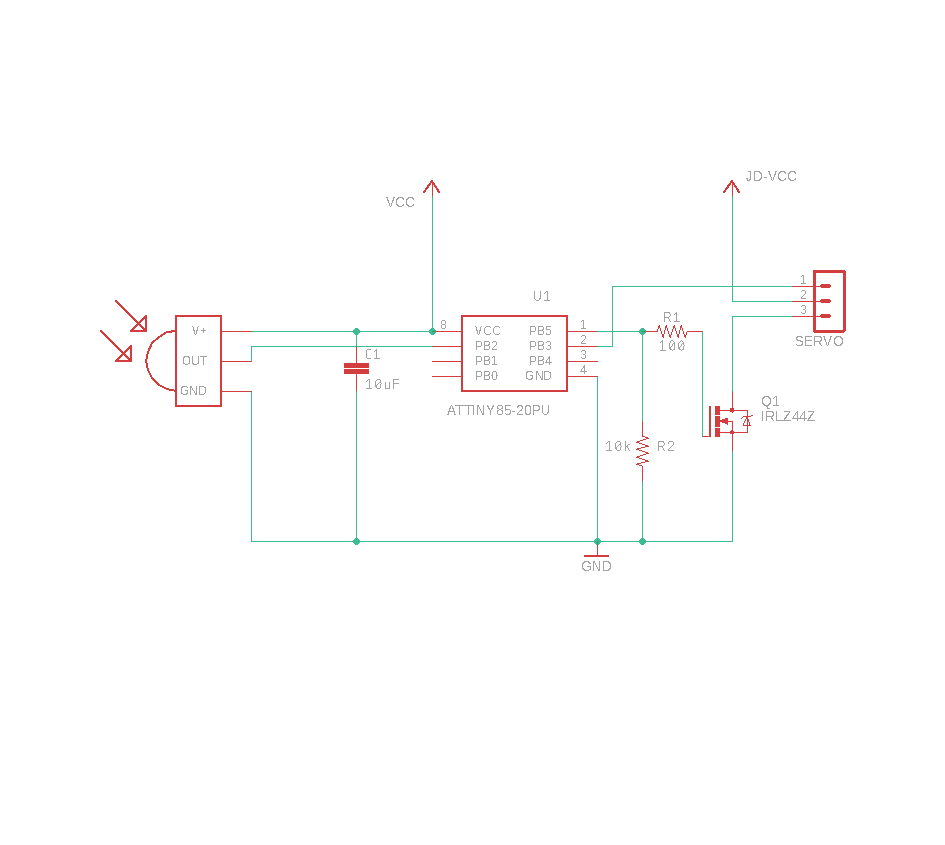 JD-VCC
VCC
1
2
3
SERVO
U1
V+
OUT
GND
8
VCC
PB2
PB1
PB0
PB5
PB3
PB4
GND
1
2
3
4
ATTINY85-20PU
C1
10uF
R1
100
10k
R2
Q1
IRLZ44Z
GND